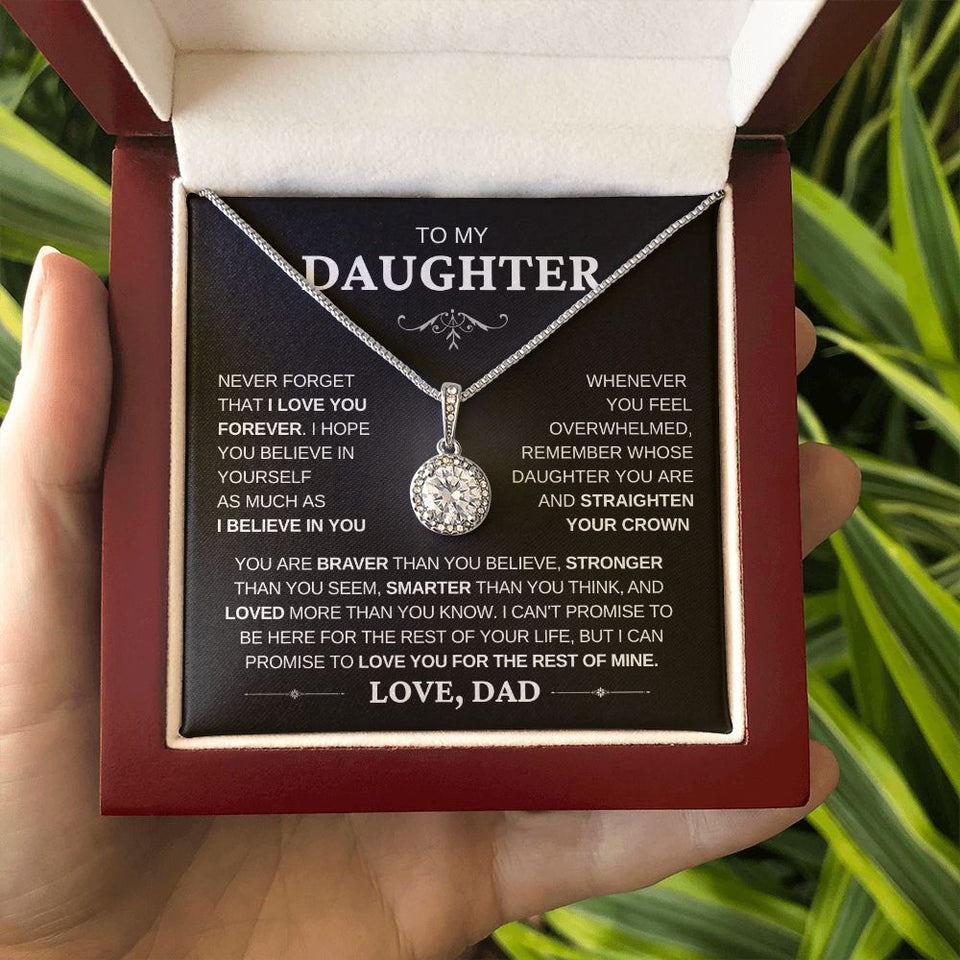 TO MY
DAUGHTER
NEVER FORGET
THAT I LOVE YOU
FOREVER. I HOPE
YOU BELIEVE IN
YOURSELF
AS MUCH AS
I BELIEVE IN YOU
WHENEVER
YOU FEEL
OVERWHELMED,
REMEMBER WHOSE
DAUGHTER YOU ARE
AND STRAIGHTEN
YOUR CROWN
YOU ARE BRAVER THAN YOU BELIEVE, STRONGER
THAN YOU SEEM, SMARTER THAN YOU THINK, AND
LOVED MORE THAN YOU KNOW. I CAN'T PROMISE TO
BE HERE FOR THE REST OF YOUR LIFE, BUT I CAN
PROMISE TO LOVE YOU FOR THE REST OF MINE.
LOVE, DAD